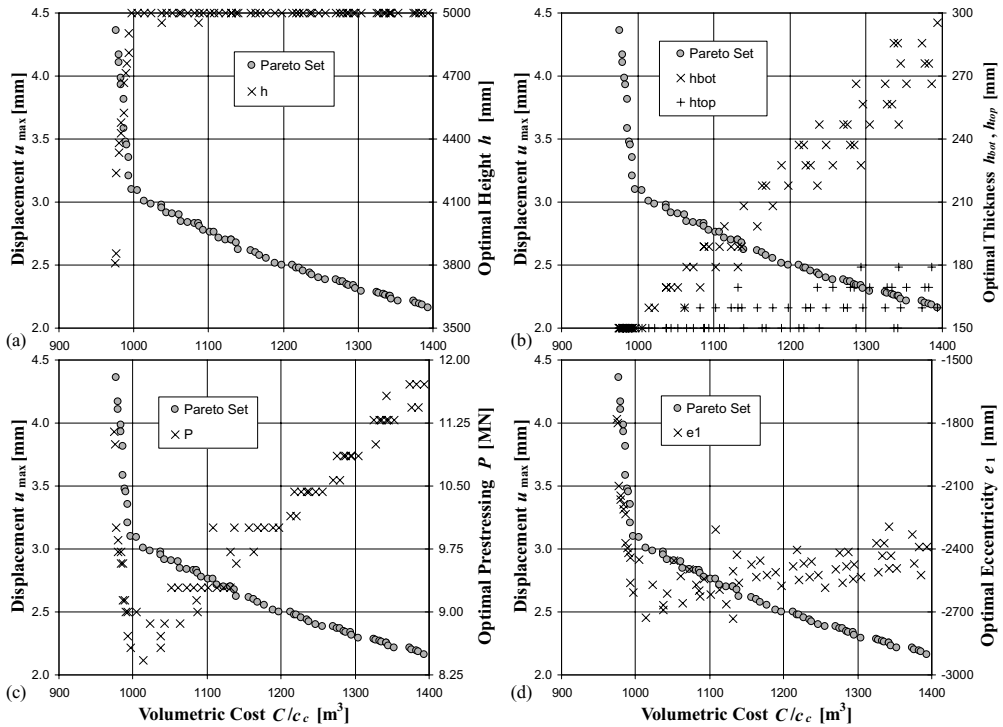 4.5
4.0
3.5
3.0
2.5
2.0
Displacement u max [mm]
Pareto Set
h
5000
4700
4400
4100
3800
3500
Optimal Height h [mm]
900 1000 1100 1200 1300 1400
(a)
4.5
4.0
3.5
3.0
2.5
2.0
Displacement u max [mm]
Pareto Set
hbot
htop
300
270
240
210
180
150
Optimal Thickness h bot , h top [mm]
900 1000 1100 1200 1300 1400
(b)
4.5
4.0
3.5
3.0
2.5
2.0
Displacement u max [mm]
Pareto Set
P
12.00
11.25
10.50
9.75
9.00
8.25
Optimal Prestressing P [MN]
(c)
900 1000 1100 1200 1300 1400
Volumetric Cost C/c c [m³]
4.5
4.0
3.5
3.0
2.5
2.0
Displacement u max [mm]
Pareto Set
e1
-1500
-1800
-2100
-2400
-2700
-3000
Optimal Eccentricity e 1 [mm]
(d)
900 1000 1100 1200 1300 1400
Volumetric Cost C/c c [m³]